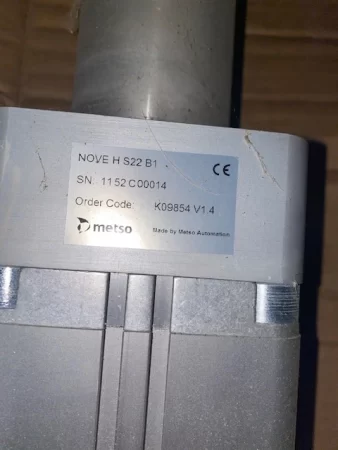 NOVE H S22 B1
CE
SN. 1152 C00014
Order Code: K09854 V1.4
metso Made by Metso Automation